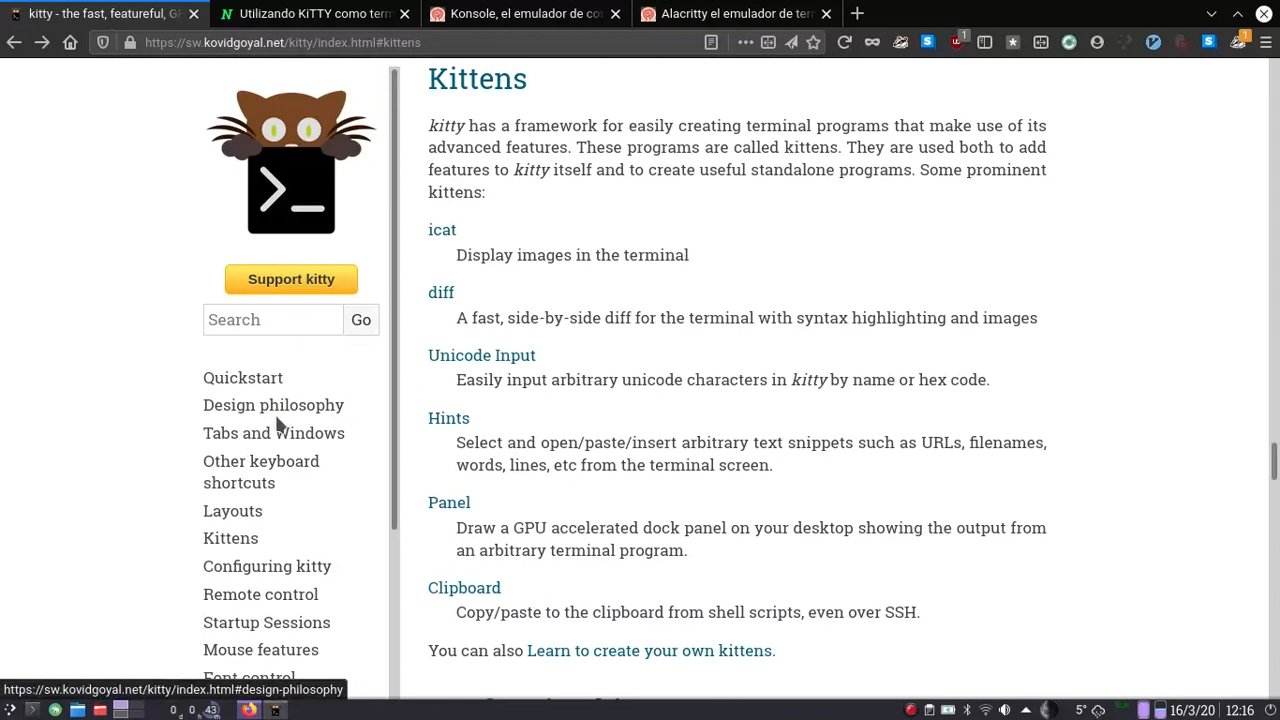 kitty - the fast, featureful, GP
Utilizando KITTY como term
Konsole, el emulador de co
Alacritty el emulador de ter
https://sw.kovidgoyal.net/kitty/index.html#kittens
1
1
>_
Support kitty
Search
Go
Quickstart
Design philosophy
Tabs and Windows
Other keyboard
shortcuts
Layouts
Kittens
Configuring kitty
Remote control
Startup Sessions
Mouse features
Font control
Kittens
kitty has a framework for easily creating terminal programs that make use of its
advanced features. These programs are called kittens. They are used both to add
features to kitty itself and to create useful standalone programs. Some prominent
kittens:
icat
Display images in the terminal
diff
A fast, side-by-side diff for the terminal with syntax highlighting and images
Unicode Input
Easily input arbitrary unicode characters in kitty by name or hex code.
Hints
Select and open/paste/insert arbitrary text snippets such as URLs, filenames,
words, lines, etc from the terminal screen.
Panel
Draw a GPU accelerated dock panel on your desktop showing the output from
an arbitrary terminal program.
Clipboard
Copy/paste to the clipboard from shell scripts, even over SSH.
You can also Learn to create your own kittens.
https://sw.kovidgoyal.net/kitty/index.html#design-philosophy
0 0 43
5°
16/3/20
12:16